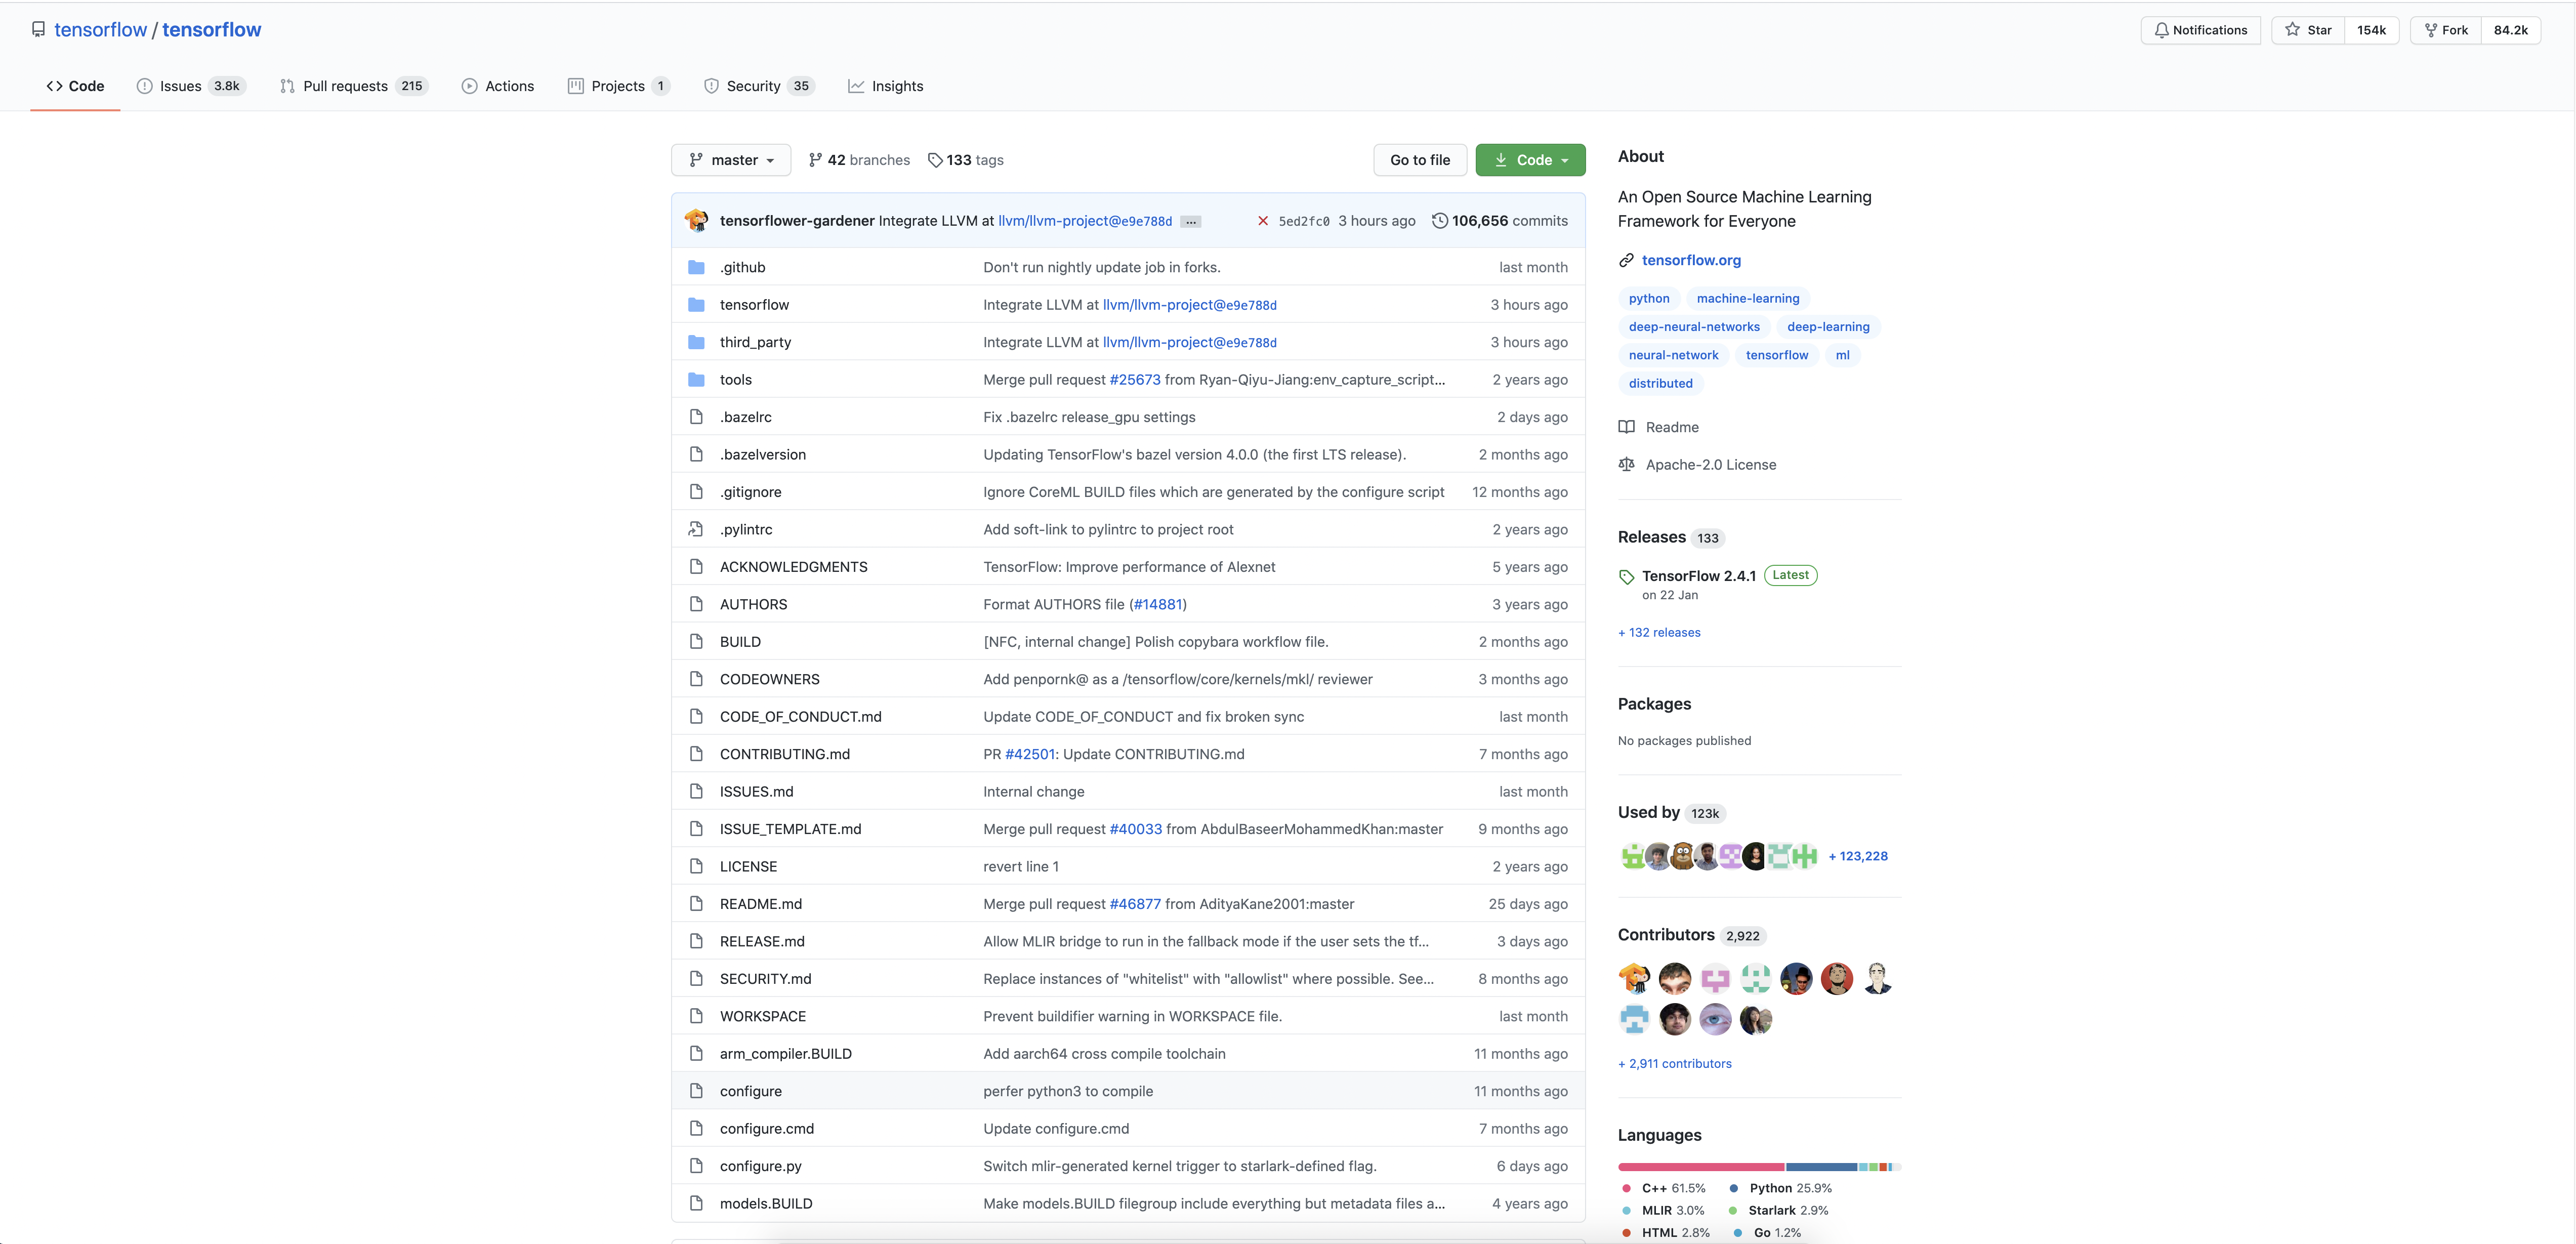 tensorflow / tensorflow
Notifications
Star 154k
Fork 84.2k
Code
Issues 3.8k
Pull requests 215
Actions
Projects 1
Security 35
Insights
master
42 branches
133 tags
Go to file
Code
tensorflower-gardener Integrate LLVM at llvm/llvm-project@e9e788d ... 5ed2fc0 3 hours ago 106,656 commits
.github Don't run nightly update job in forks. last month
tensorflow Integrate LLVM at llvm/llvm-project@e9e788d 3 hours ago
third_party Integrate LLVM at llvm/llvm-project@e9e788d 3 hours ago
tools Merge pull request #25673 from Ryan-Qiyu-Jiang:env_capture_script... 2 years ago
.bazelrc Fix .bazelrc release_gpu settings 2 days ago
.bazelversion Updating TensorFlow's bazel version 4.0.0 (the first LTS release). 2 months ago
.gitignore Ignore CoreML BUILD files which are generated by the configure script 12 months ago
.pylintrc Add soft-link to pylintrc to project root 2 years ago
ACKNOWLEDGMENTS TensorFlow: Improve performance of Alexnet 5 years ago
AUTHORS Format AUTHORS file (#14881) 3 years ago
BUILD [NFC, internal change] Polish copybara workflow file. 2 months ago
CODEOWNERS Add penpornk@ as a /tensorflow/core/kernels/mkl/ reviewer 3 months ago
CODE_OF_CONDUCT.md Update CODE_OF_CONDUCT and fix broken sync last month
CONTRIBUTING.md PR #42501: Update CONTRIBUTING.md 7 months ago
ISSUES.md Internal change last month
ISSUE_TEMPLATE.md Merge pull request #40033 from AbdulBaseerMohammedKhan:master 9 months ago
LICENSE revert line 1 2 years ago
README.md Merge pull request #46877 from AdityaKane2001:master 25 days ago
RELEASE.md Allow MLIR bridge to run in the fallback mode if the user sets the tf... 3 days ago
SECURITY.md Replace instances of "whitelist" with "allowlist" where possible. See... 8 months ago
WORKSPACE Prevent buildifier warning in WORKSPACE file. last month
arm_compiler.BUILD Add aarch64 cross compile toolchain 11 months ago
configure perfer python3 to compile 11 months ago
configure.cmd Update configure.cmd 7 months ago
configure.py Switch mlir-generated kernel trigger to starlark-defined flag. 6 days ago
models.BUILD Make models.BUILD filegroup include everything but metadata files a... 4 years ago
About
An Open Source Machine Learning
Framework for Everyone
tensorflow.org
python machine-learning
deep-neural-networks deep-learning
neural-network tensorflow ml
distributed
Readme
Apache-2.0 License
Releases 133
TensorFlow 2.4.1 Latest
on 22 Jan
+ 132 releases
Packages
No packages published
Used by 123k
+ 123,228
Contributors 2,922
+ 2,911 contributors
Languages
C++ 61.5% Python 25.9%
MLIR 3.0% Starlark 2.9%
HTML 2.8% Go 1.2%